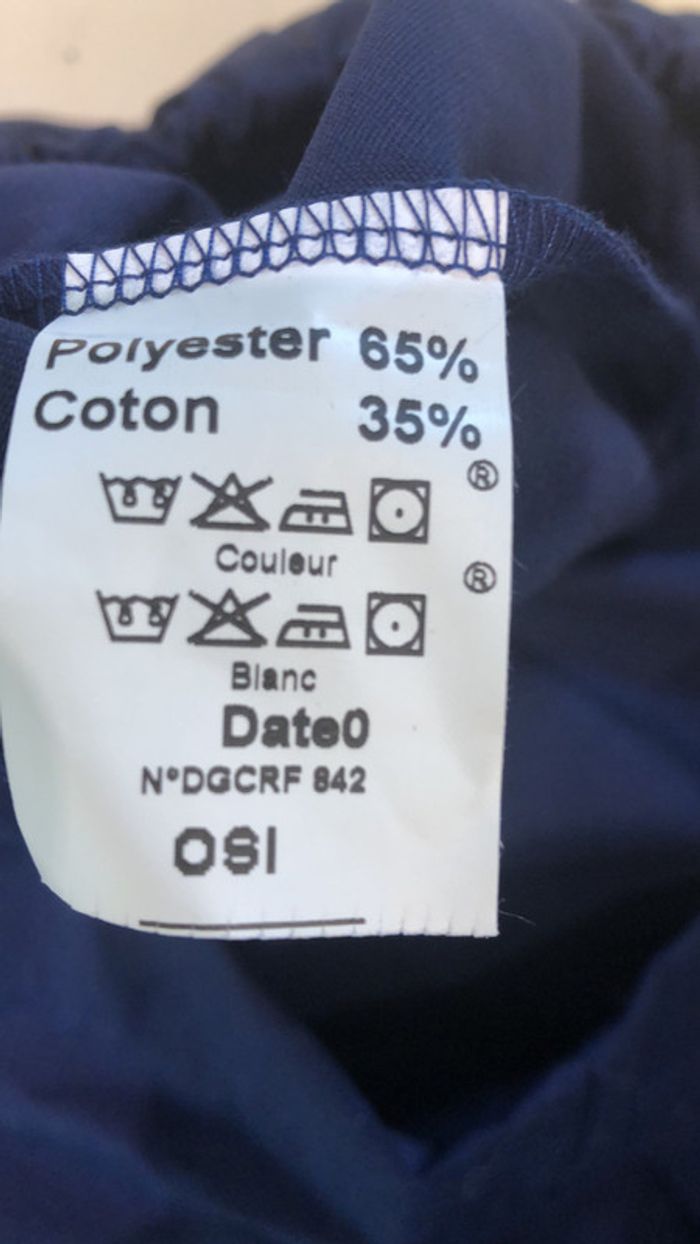 Polyester 65%
Coton 35%
®
Couleur
®
Blanc
Date0
N°DGCRF 842
OSI